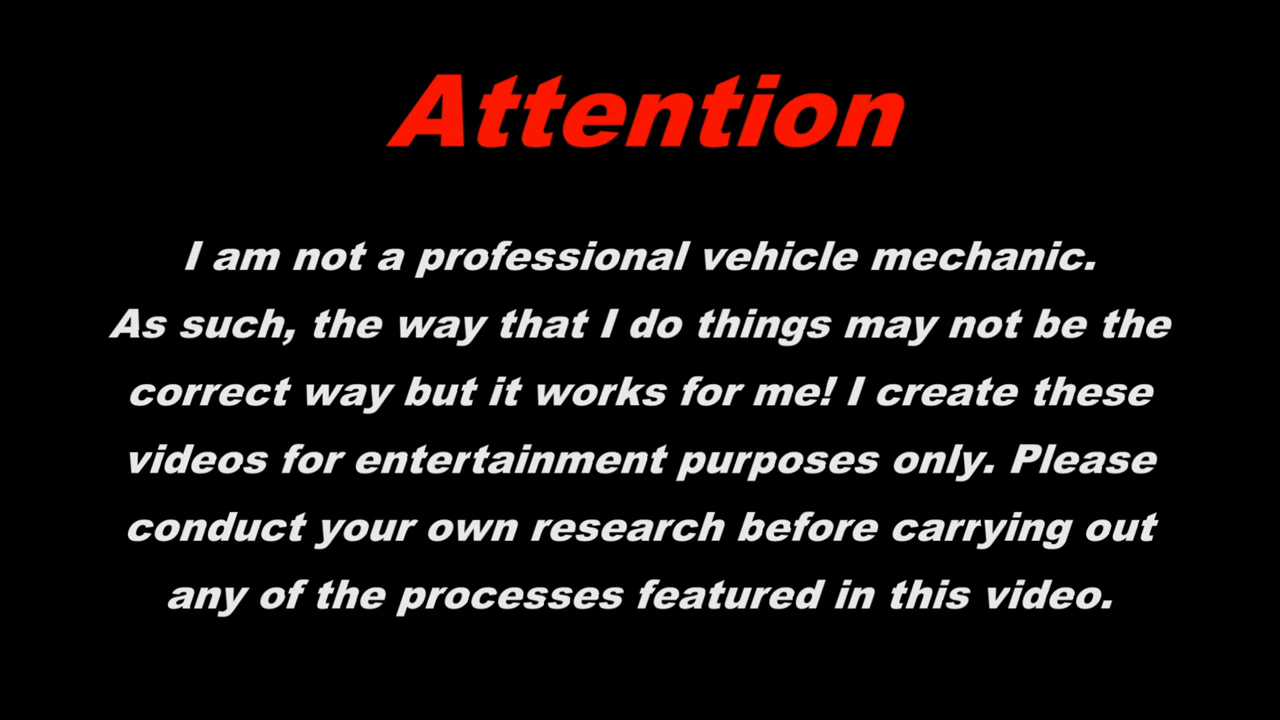 Attention
I am not a professional vehicle mechanic.
As such, the way that I do things may not be the
correct way but it works for me! I create these
videos for entertainment purposes only. Please
conduct your own research before carrying out
any of the processes featured in this video.